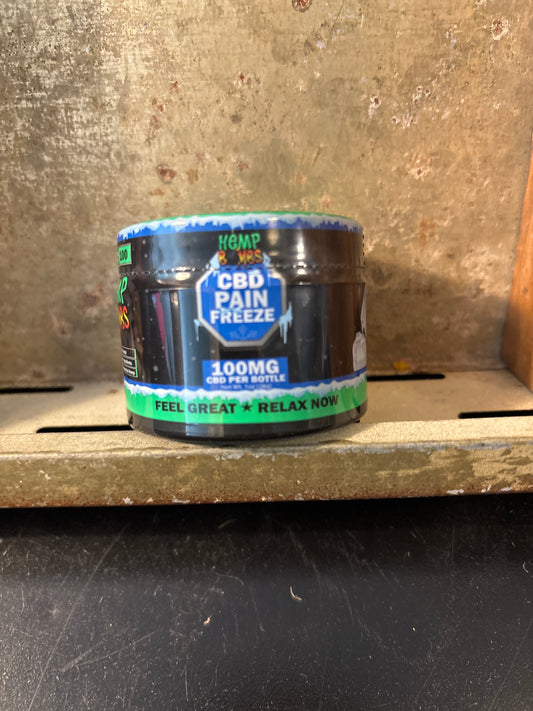 HEMP
BOMBS
CBD
PAIN
FREEZE
100MG
CBD PER BOTTLE
FEEL GREAT ★ RELAX NOW